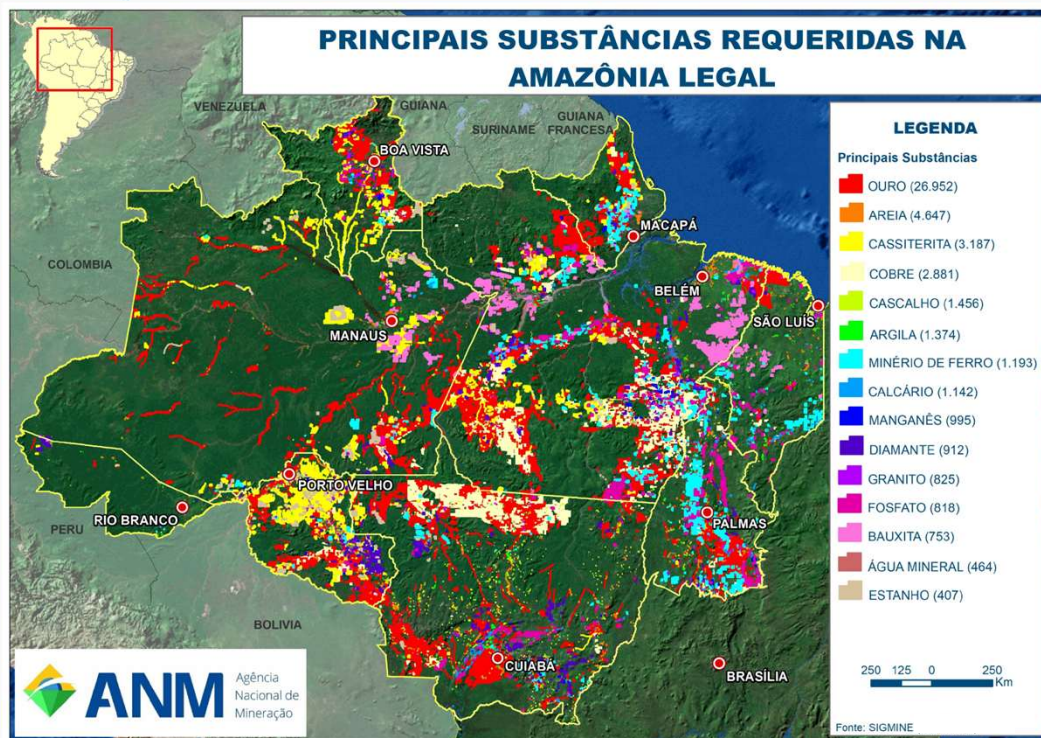 PRINCIPAIS SUBSTÂNCIAS REQUERIDAS NA
AMAZÔNIA LEGAL
VENEZUELA
GUIANA
SURINAME
GUIANA
FRANCESA
COLOMBIA
PERU
BOLIVIA
BOA VISTA
MACAPÁ
BELÉM
SÃO LUÍS
MANAUS
PORTO VELHO
RIO BRANCO
PALMAS
CUIABÁ
BRASÍLIA
LEGENDA
Principais Substâncias
OURO (26.952)
AREIA (4.647)
CASSITERITA (3.187)
COBRE (2.881)
CASCALHO (1.456)
ARGILA (1.374)
MINÉRIO DE FERRO (1.193)
CALCÁRIO (1.142)
MANGANÊS (995)
DIAMANTE (912)
GRANITO (825)
FOSFATO (818)
BAUXITA (753)
ÁGUA MINERAL (464)
ESTANHO (407)
250 125 0 250
Km
Fonte: SIGMINE
ANM
Agência
Nacional de
Mineração